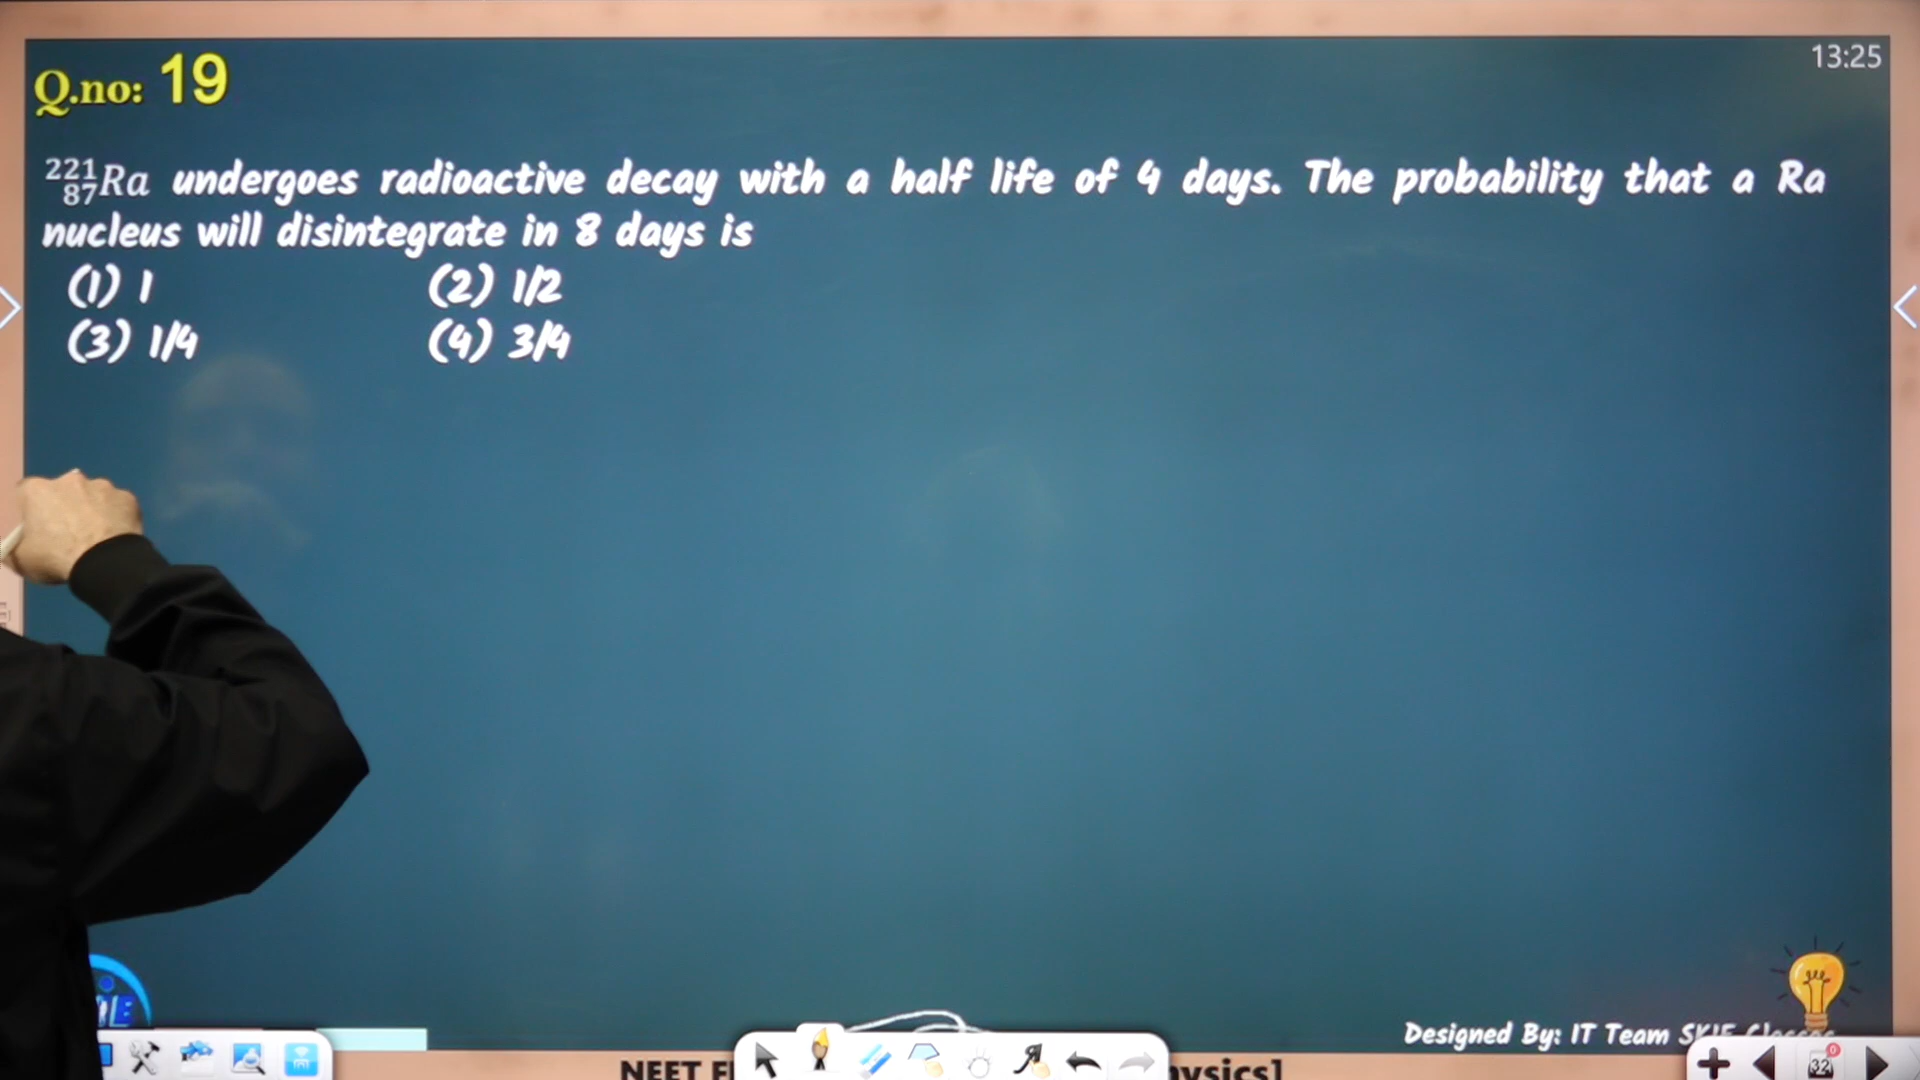 Q.no: 19
13:25
²²¹₈₇Ra undergoes radioactive decay with a half life of 4 days. The probability that a Ra
nucleus will disintegrate in 8 days is
(1) 1 (2) 1/2
(3) 1/4 (4) 3/4
Designed By: IT Team
NEET
32
0